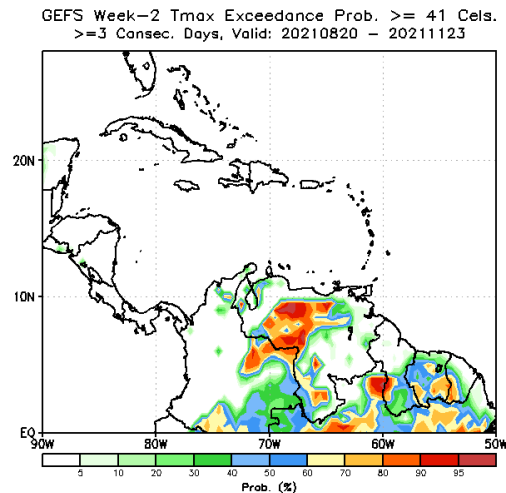 GEFS Week-2 Tmax Exceedance Prob. >= 41 Cels.
>=3 Consec. Days, Valid: 20210820 - 20211123
20N
10N
EQ
90W 80W 70W 60W 50W
5 10 20 30 40 50 60 70 80 90 95
Prob. (%)